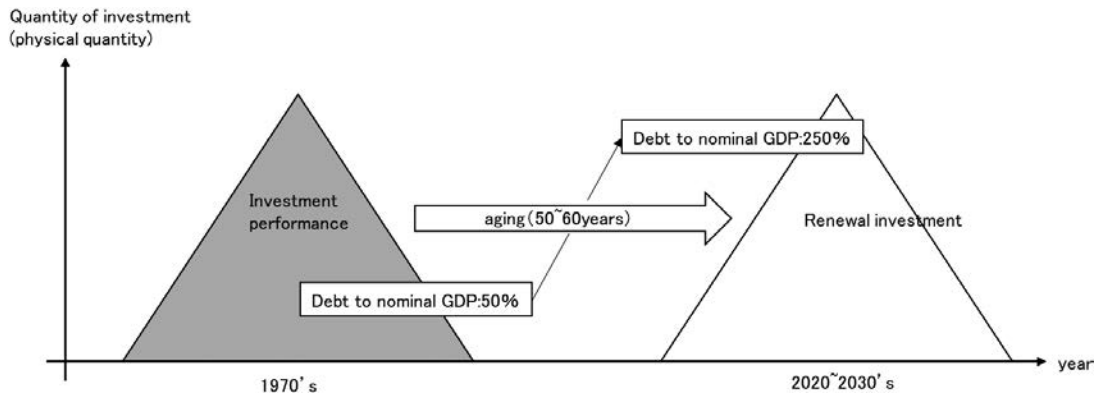 Quantity of investment
(physical quantity)
Debt to nominal GDP:250%
Investment
performance
aging(50~60years)
Renewal investment
Debt to nominal GDP:50%
year
1970's
2020~2030's